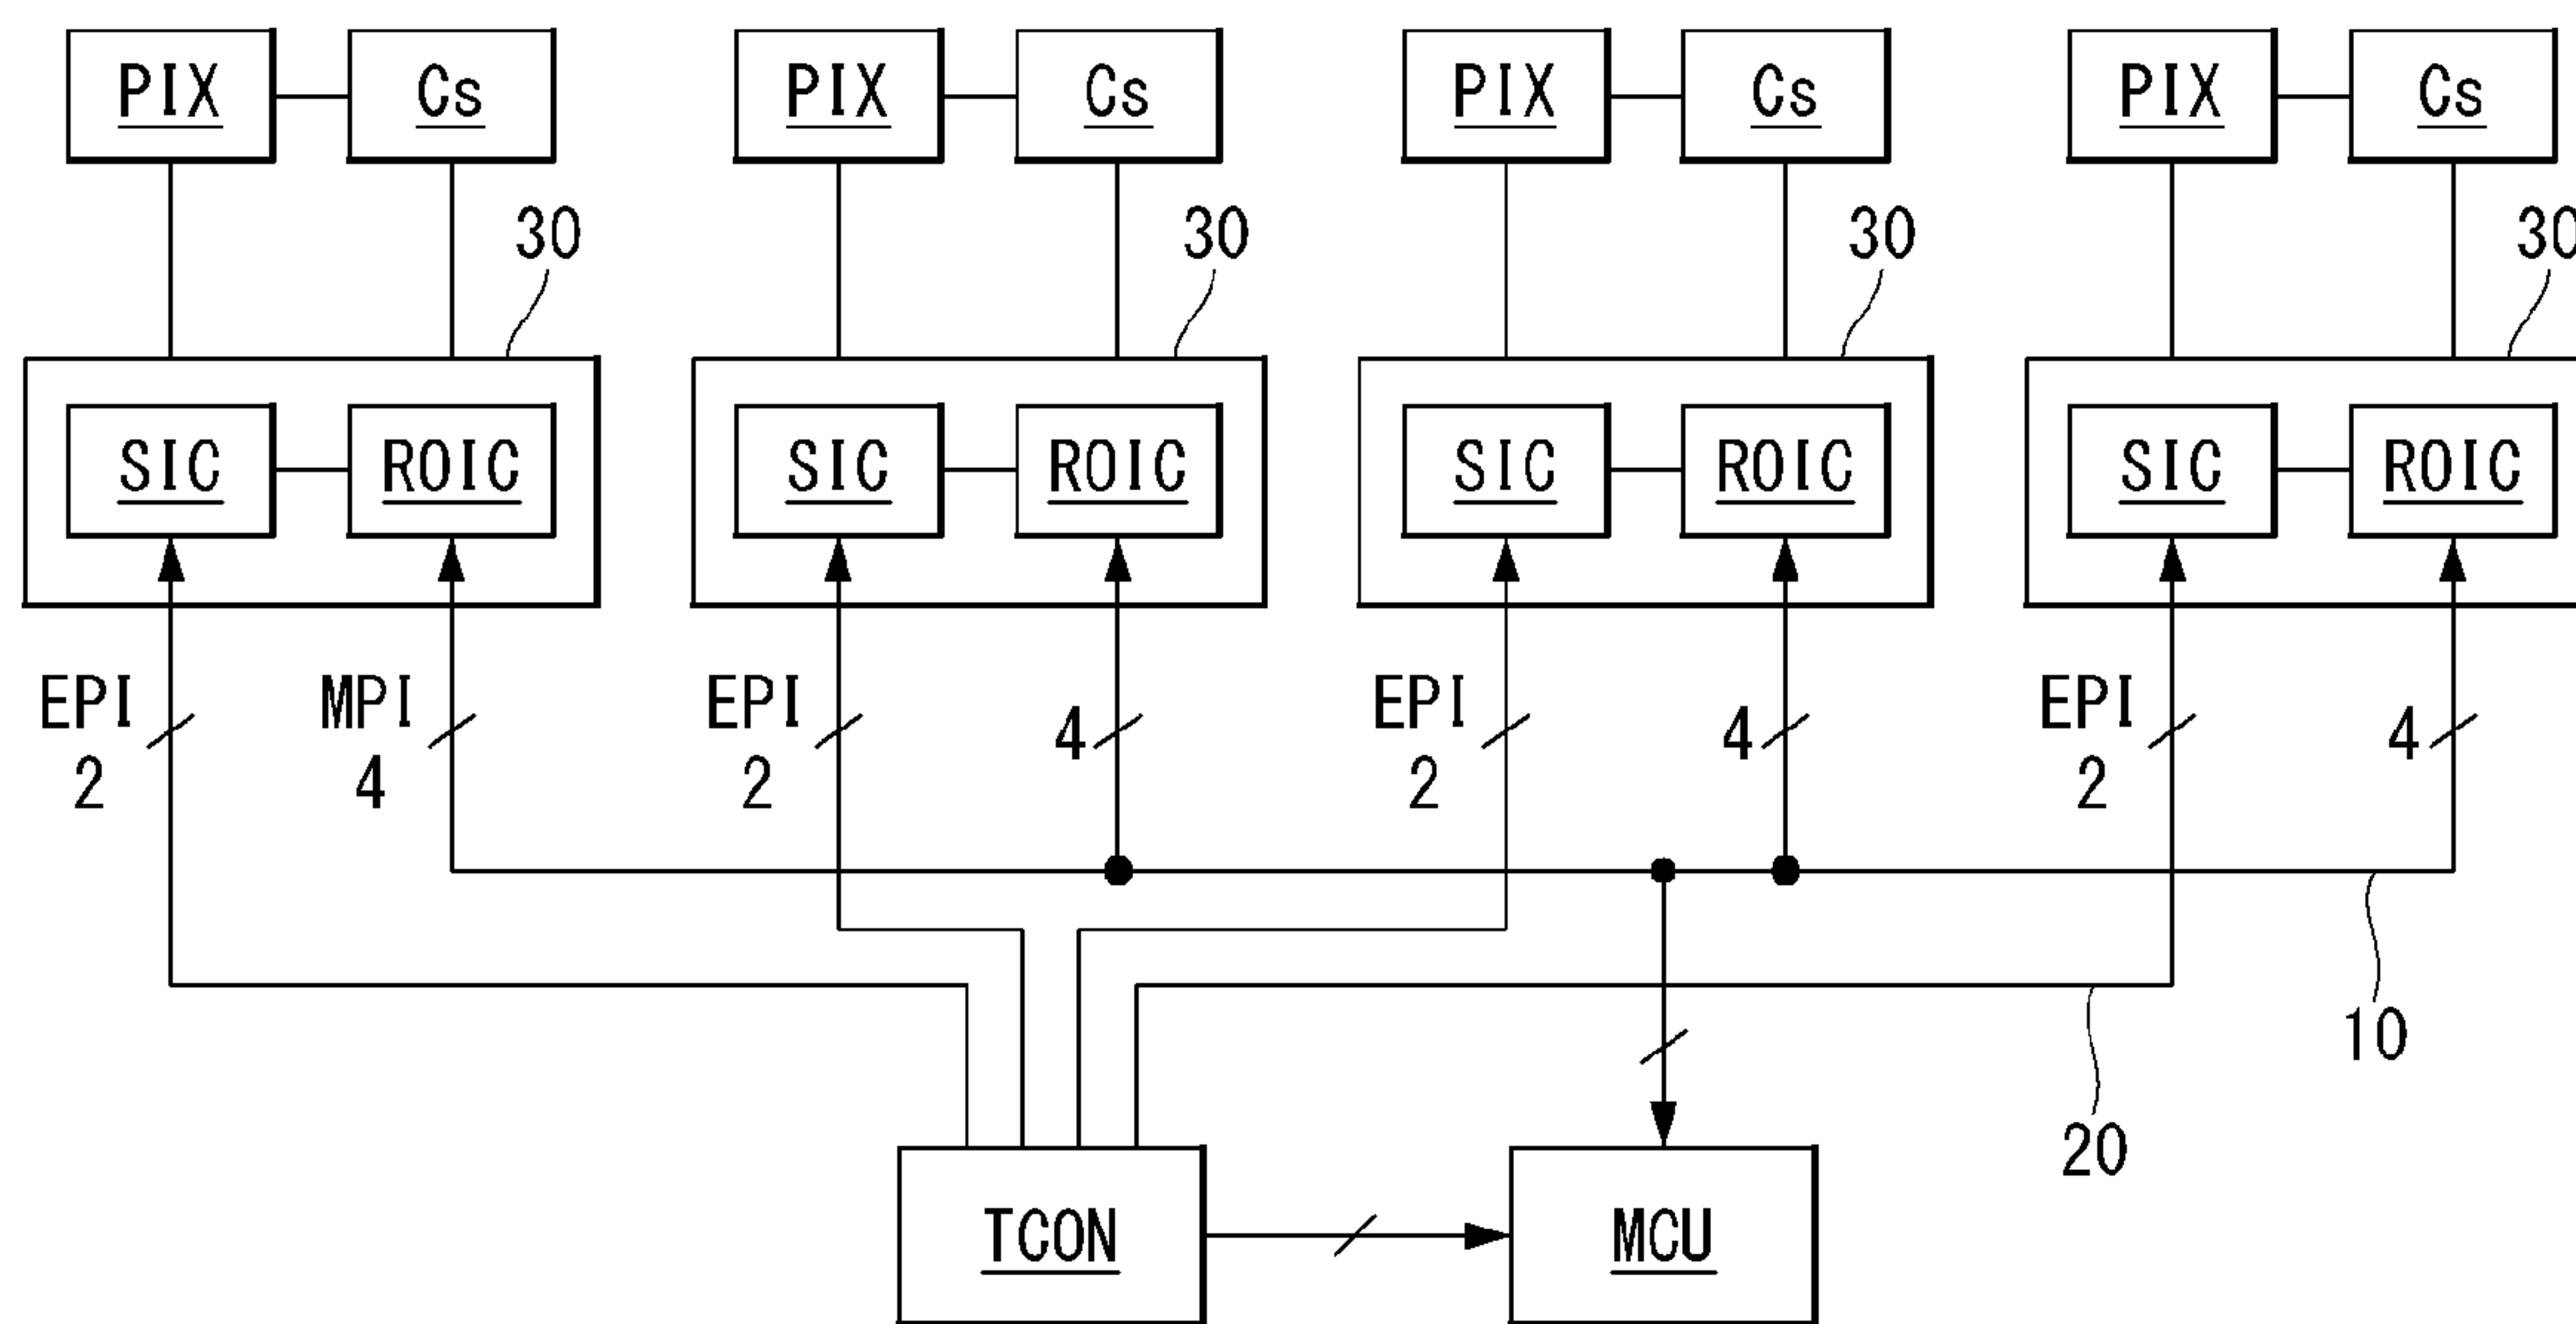 PIX Cs PIX Cs PIX Cs PIX Cs
30 30 30 30
SIC ROIC SIC ROIC SIC ROIC SIC ROIC
EPI MPI EPI 4 EPI 4 EPI 4
2 4 2 2 2
10
20
TCON MCU